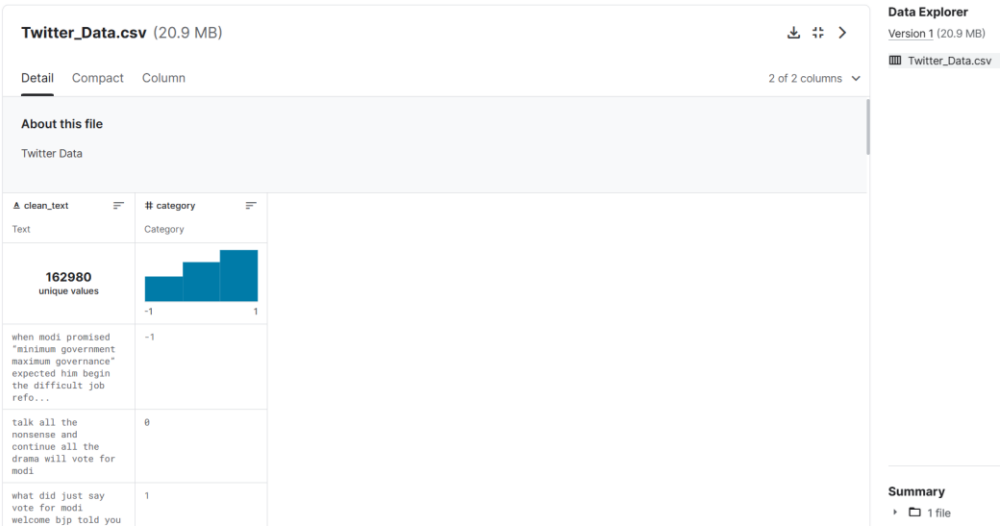 Twitter_Data.csv (20.9 MB)
Detail Compact Column
2 of 2 columns
About this file
Twitter Data
clean_text
# category
Text
Category
162980
unique values
-1 1
when modi promised
"minimum government
maximum governance"
expected him begin
the difficult job
refo...
-1
talk all the
nonsense and
continue all the
drama will vote for
modi
0
what did just say
vote for modi
welcome bjp told you
1
Data Explorer
Version 1 (20.9 MB)
Twitter_Data.csv
Summary
1 file